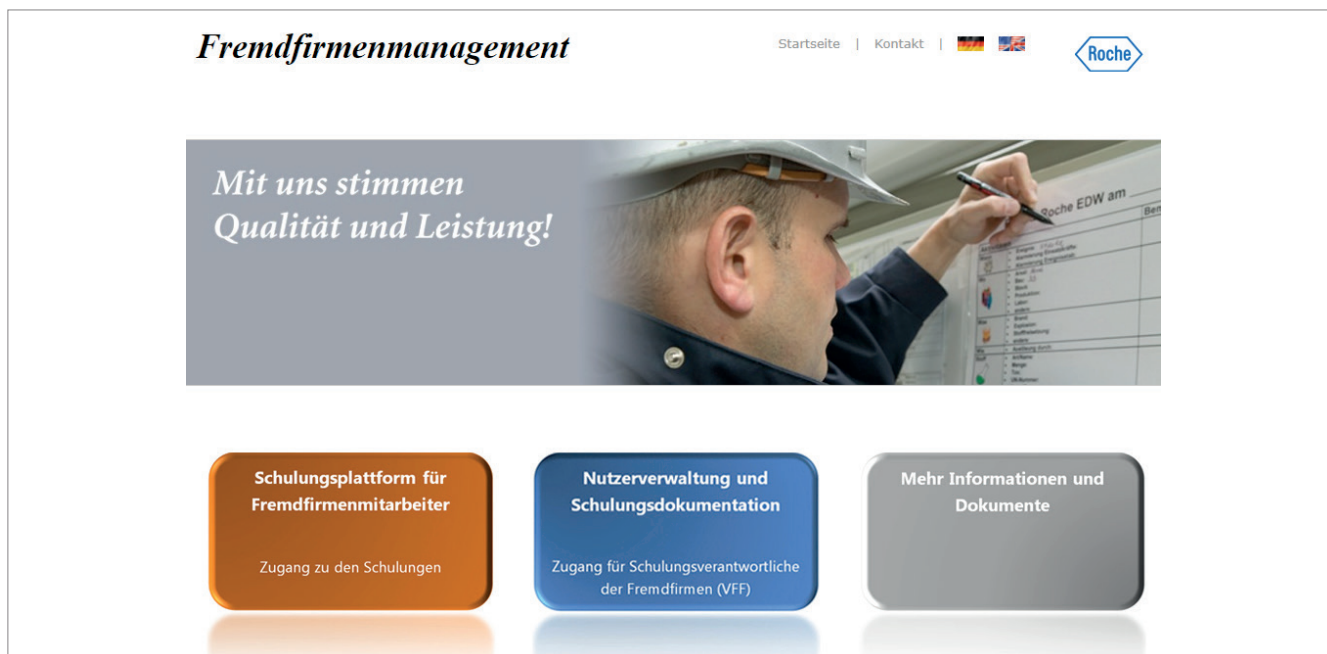 Fremdfirmenmanagement
Startseite | Kontakt |
Roche
Mit uns stimmen
Qualität und Leistung!
Roche EDW am
Schulungsplattform für
Fremdfirmenmitarbeiter
Zugang zu den Schulungen
Nutzerverwaltung und
Schulungsdokumentation
Zugang für Schulungsverantwortliche
der Fremdfirmen (VFF)
Mehr Informationen und
Dokumente